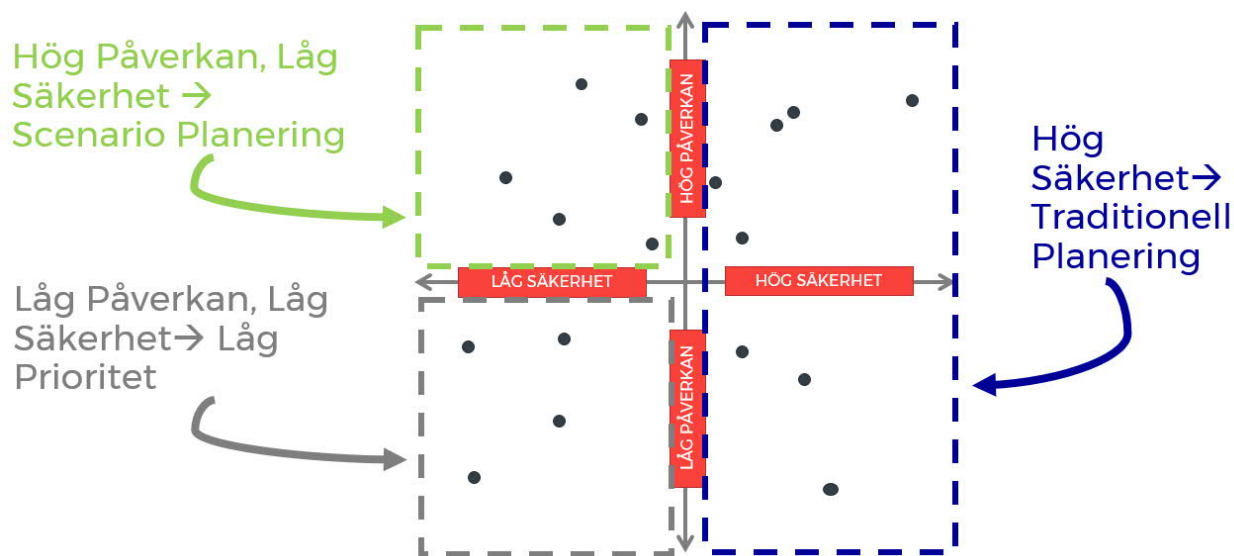 Hög Påverkan, Låg
Säkerhet →
Scenario Planering
HÖG PÅVERKAN
Hög
Säkerhet→
Traditionell
Planering
LÅG SÄKERHET
HÖG SÄKERHET
Låg Påverkan, Låg
Säkerhet→ Låg
Prioritet
LÅG PÅVERKAN